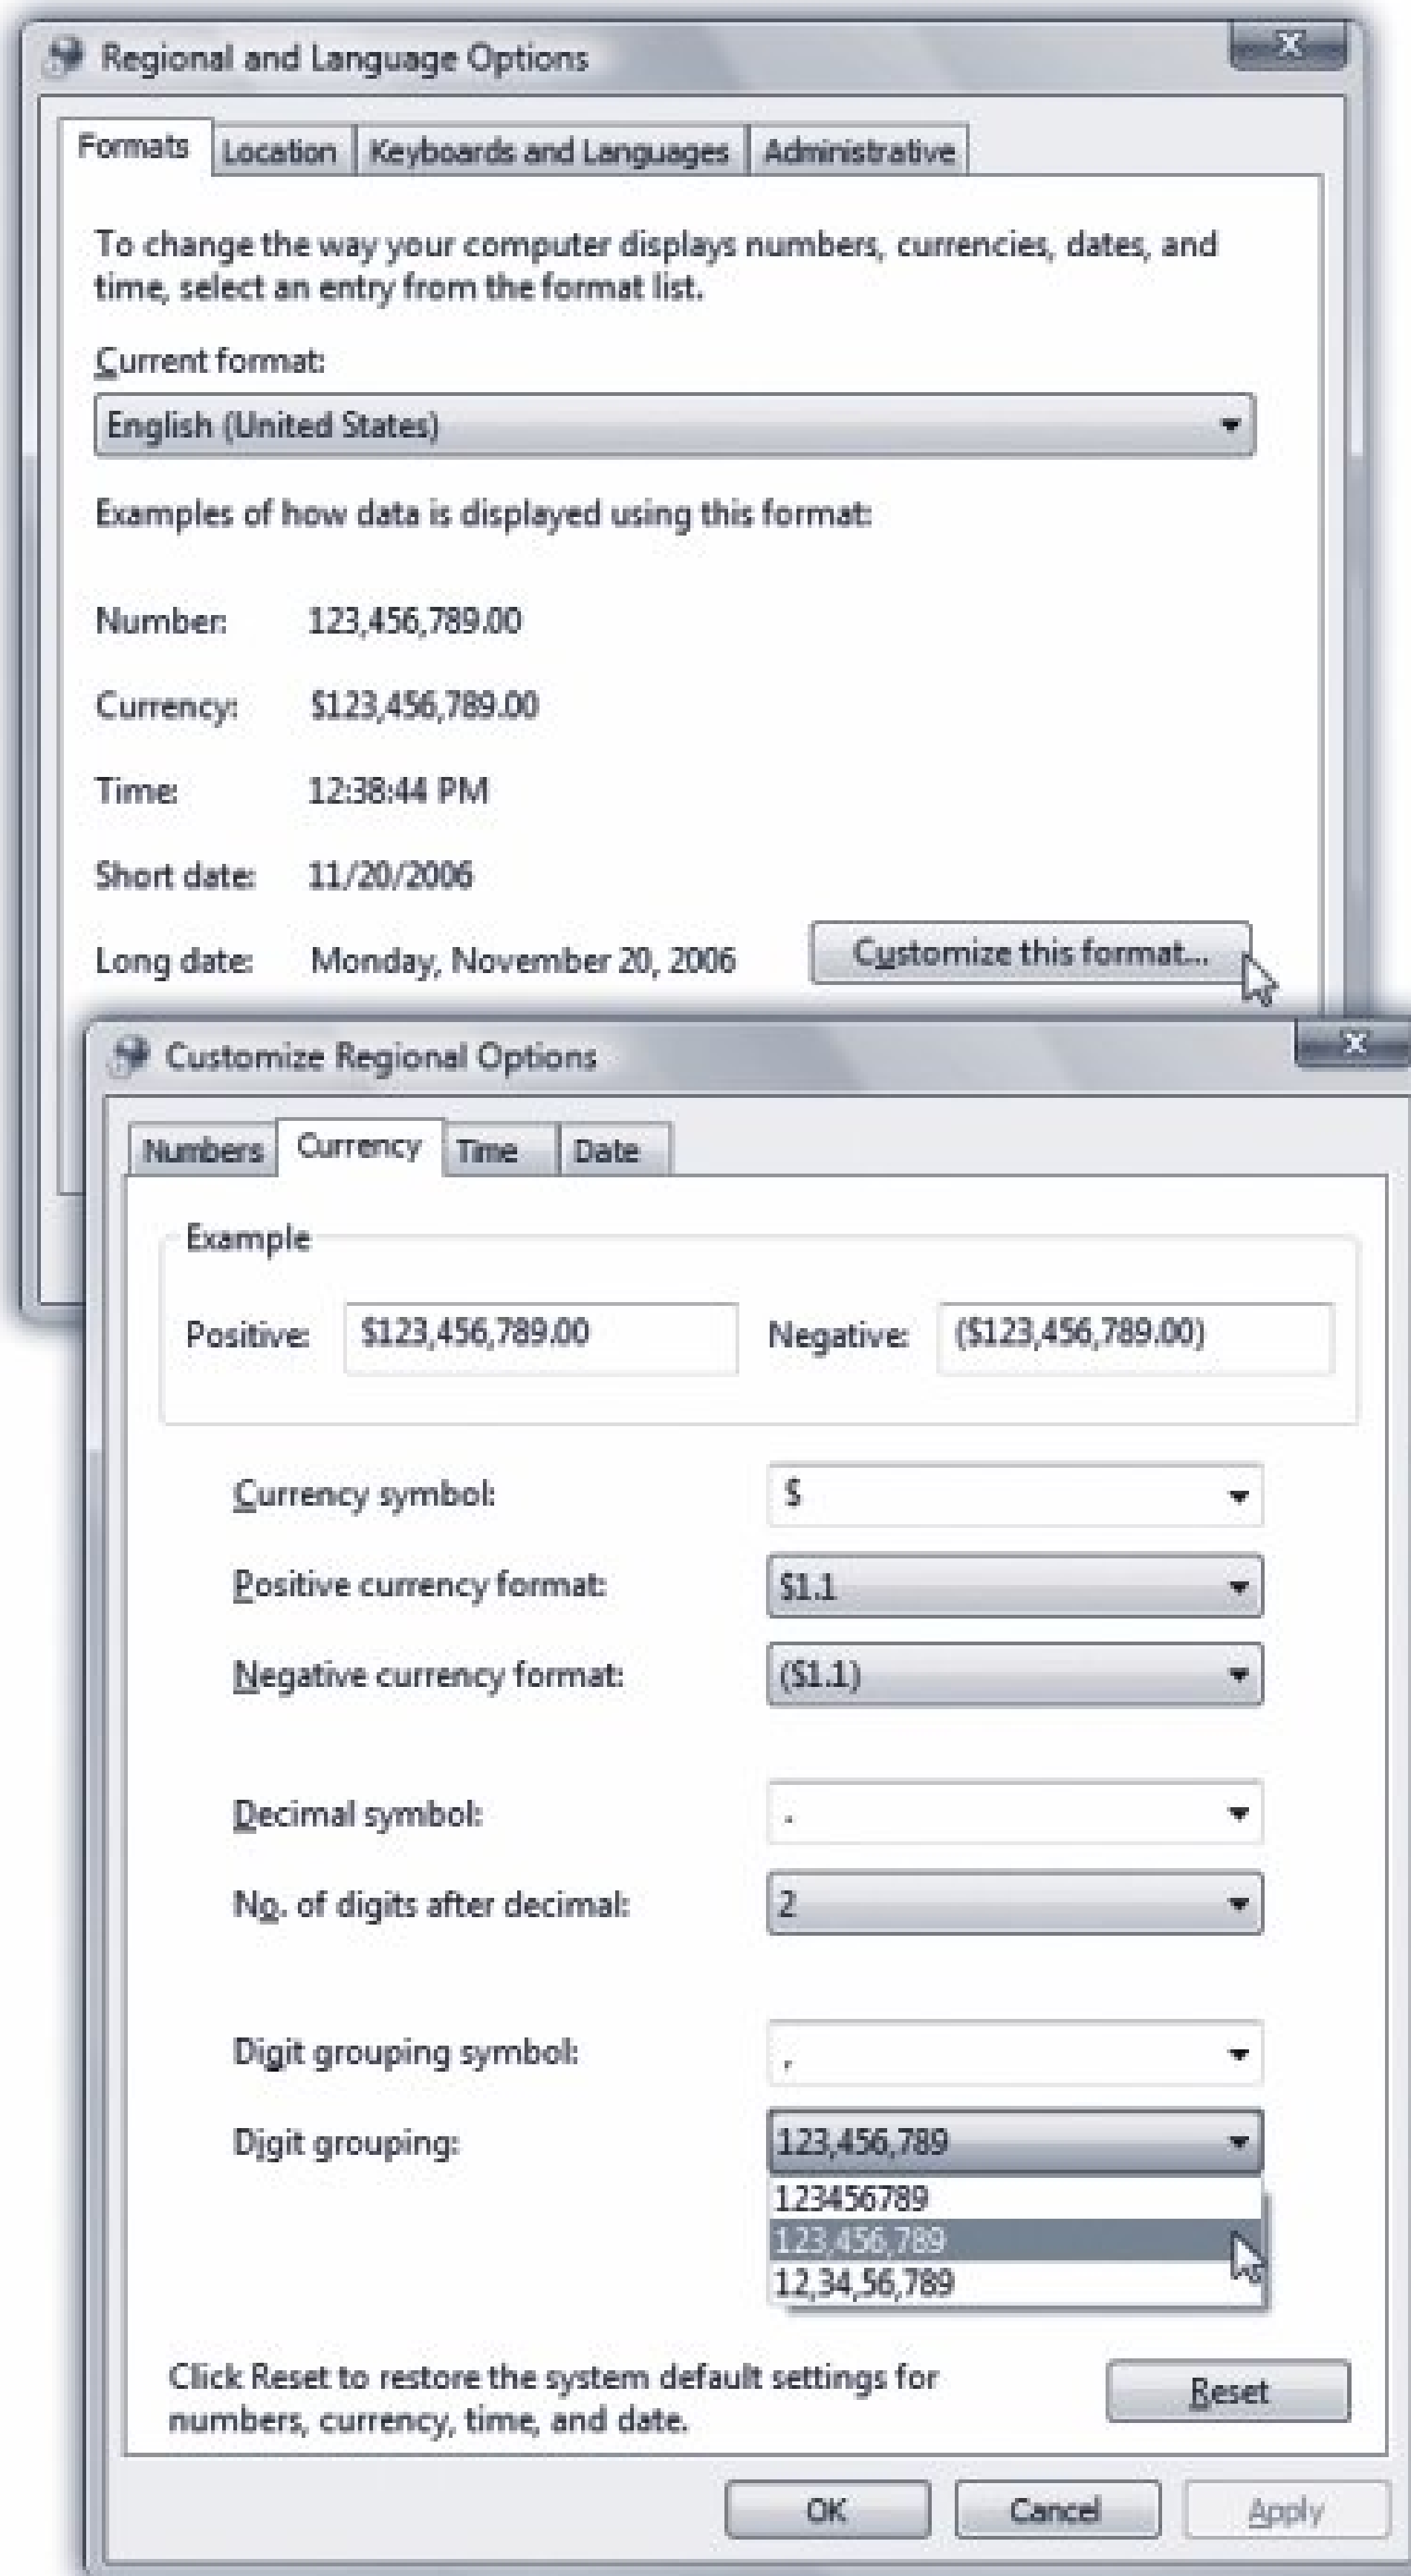 Regional and Language Options
x
Formats Location Keyboards and Languages Administrative
To change the way your computer displays numbers, currencies, dates, and
time, select an entry from the format list.
Current format:
English (United States)
Examples of how data is displayed using this format:
Number: 123,456,789.00
Currency: $123,456,789.00
Time: 12:38:44 PM
Short date: 11/20/2006
Long date: Monday, November 20, 2006 Customize this format...
Customize Regional Options
x
Numbers Currency Time Date
Example
Positive: $123,456,789.00 Negative: ($123,456,789.00)
Currency symbol: $
Positive currency format: $1.1
Negative currency format: ($1.1)
Decimal symbol: .
No. of digits after decimal: 2
Digit grouping symbol: ,
Digit grouping: 123,456,789
123456789
123,456,789
12,34,56,789
Click Reset to restore the system default settings for
numbers, currency, time, and date.
Reset
OK Cancel Apply